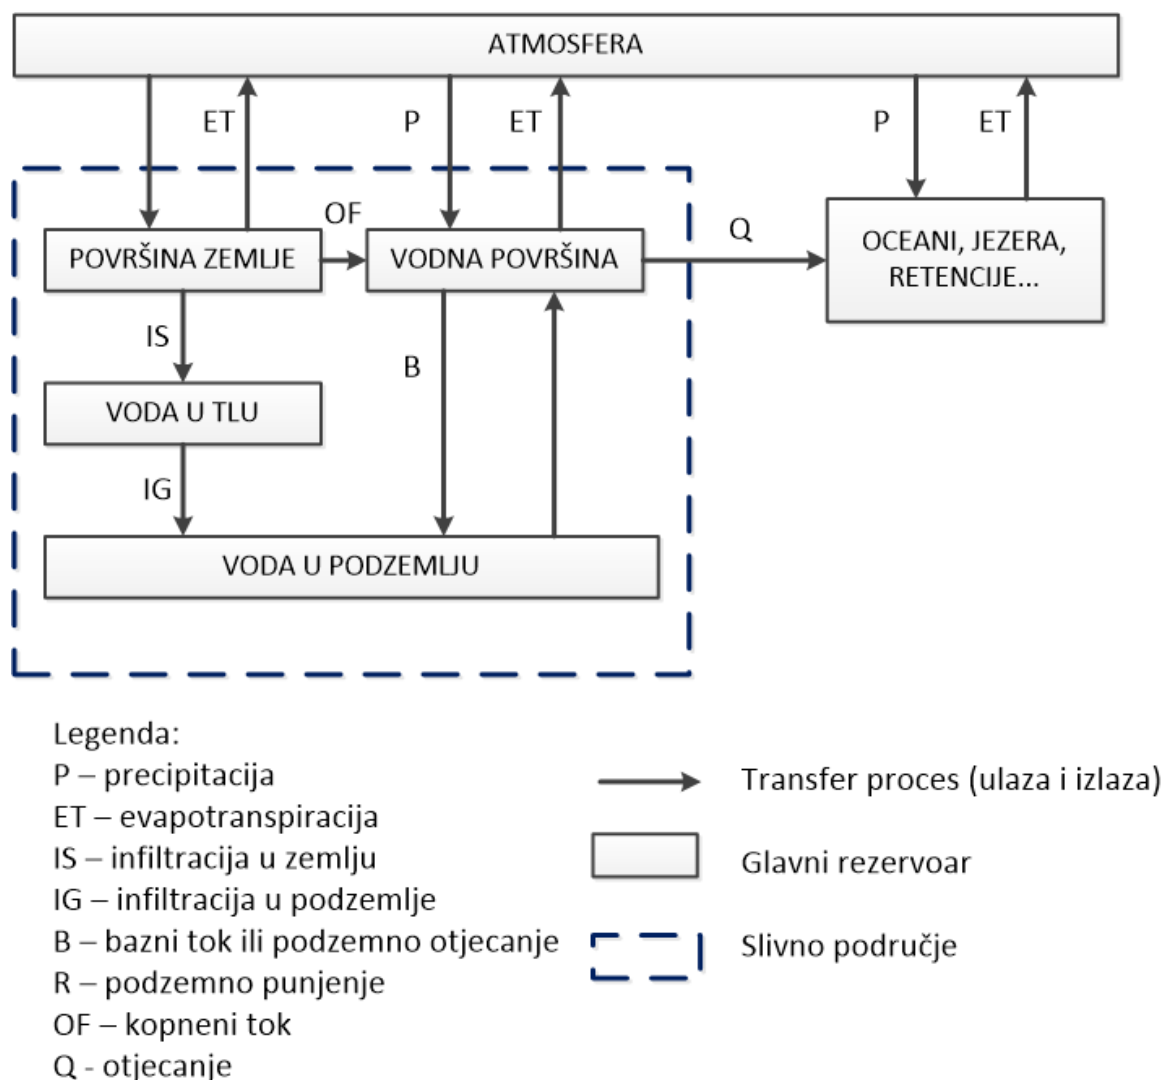 ATMOSFERA
ET
P
ET
P
ET
OF
Q
POVRŠINA ZEMLJE
VODNA POVRŠINA
OCEANI, JEZERA,
RETENCIJE...
IS
B
VODA U TLU
IG
VODA U PODZEMLJU
Legenda:
P – precipitacija
ET – evapotranspiracija
IS – infiltracija u zemlju
IG – infiltracija u podzemlje
B – bazni tok ili podzemno otjecanje
R – podzemno punjenje
OF – kopneni tok
Q - otjecanje
Transfer proces (ulaza i izlaza)
Glavni rezervoar
Slivno područje